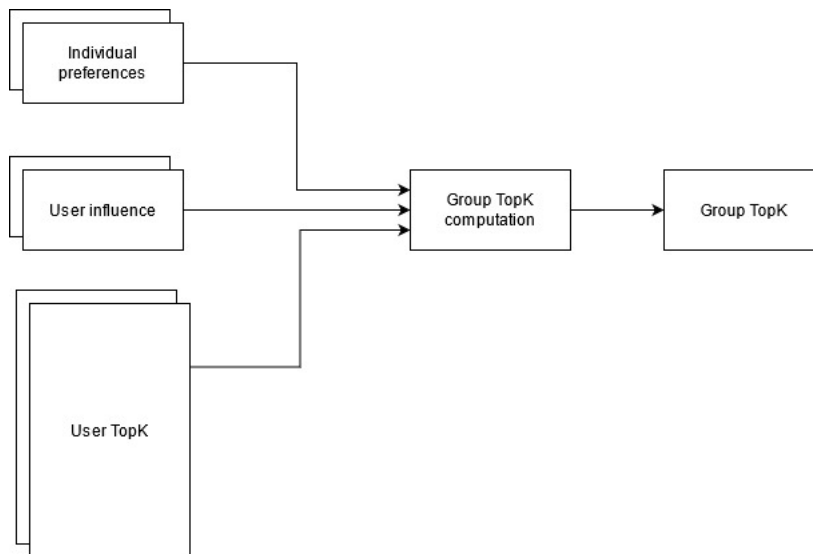 Individual
preferences
User influence
Group TopK
computation
Group TopK
User TopK